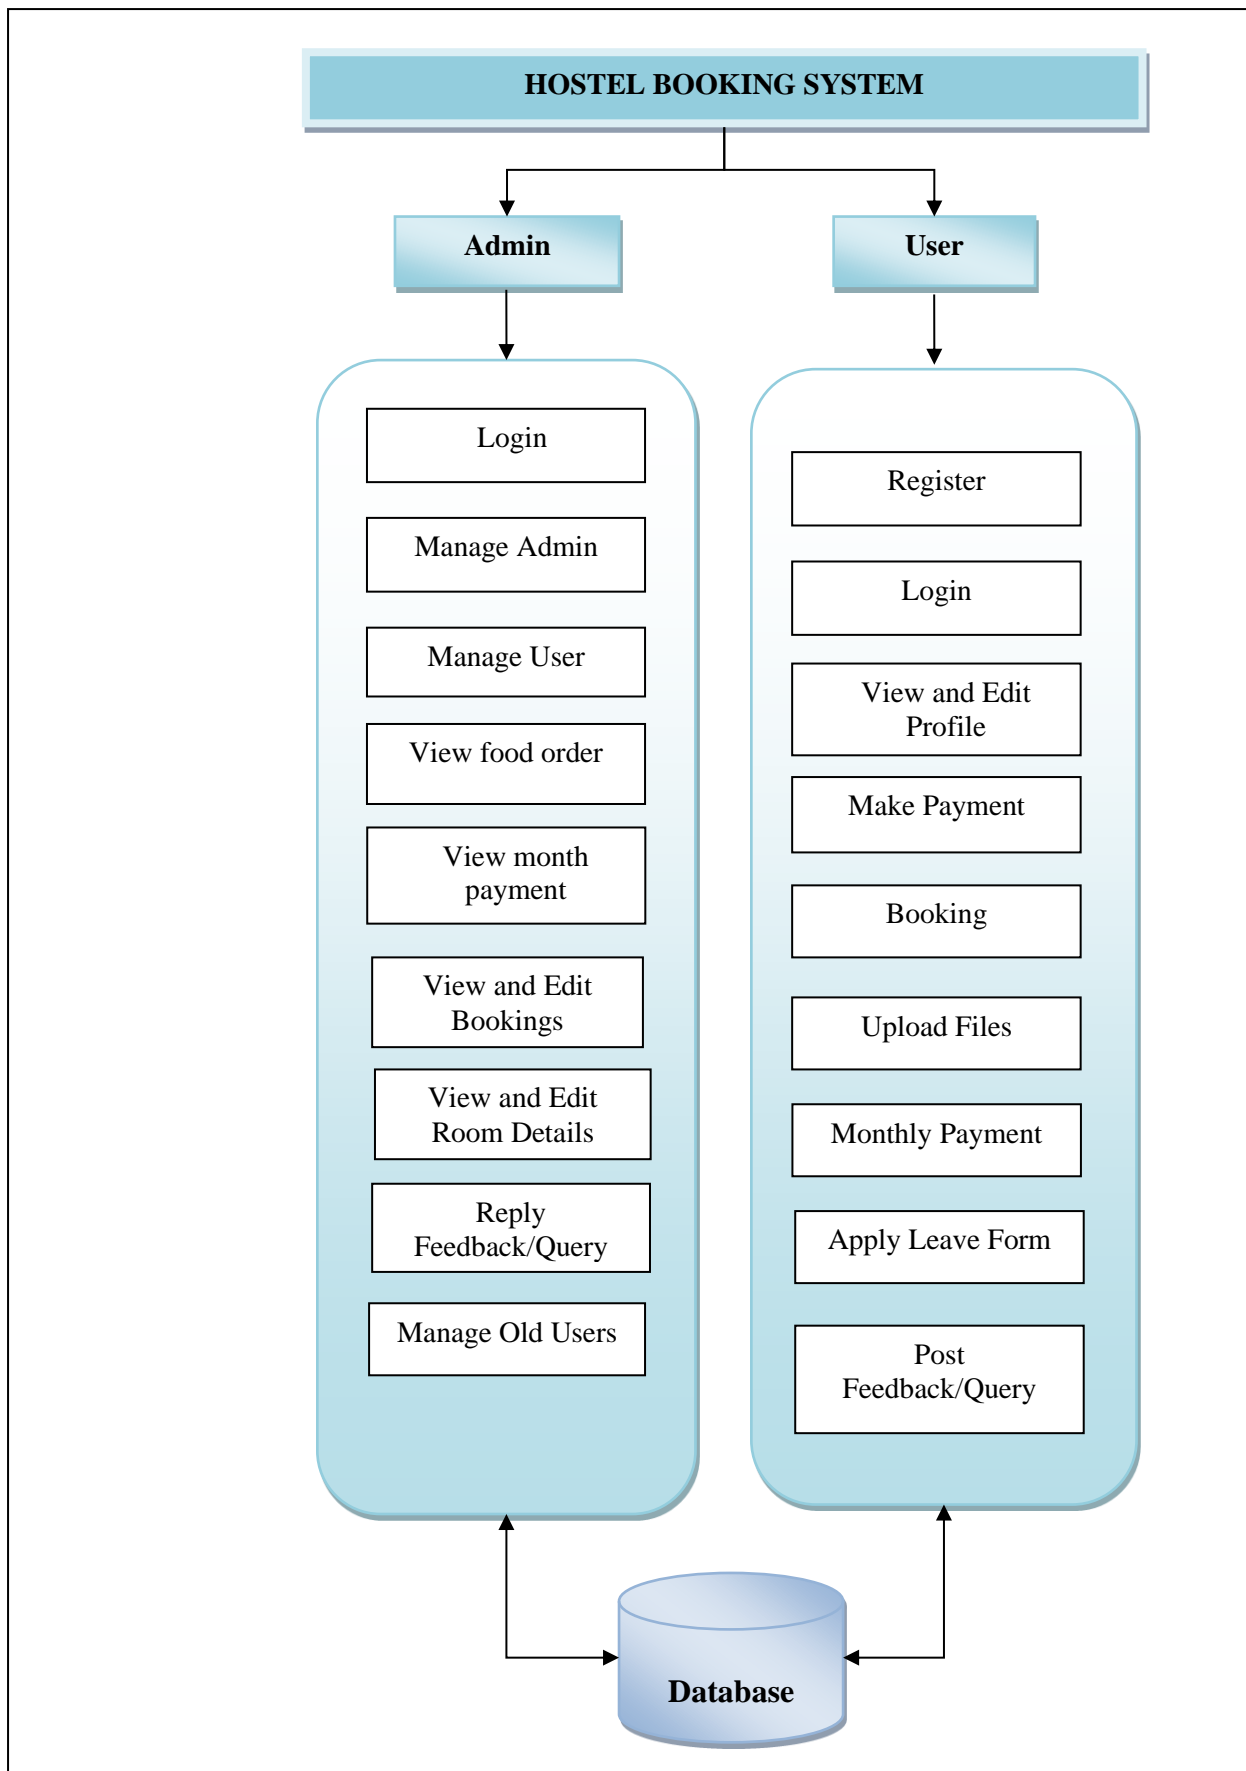 HOSTEL BOOKING SYSTEM
Admin
User
Login
Manage Admin
Manage User
View food order
View month
payment
View and Edit
Bookings
View and Edit
Room Details
Reply
Feedback/Query
Manage Old Users
Register
Login
View and Edit
Profile
Make Payment
Booking
Upload Files
Monthly Payment
Apply Leave Form
Post
Feedback/Query
Database